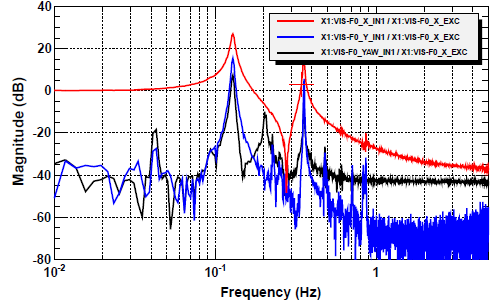 X1:VIS-F0_X_IN1 / X1:VIS-F0_X_EXC
X1:VIS-F0_Y_IN1 / X1:VIS-F0_X_EXC
X1:VIS-F0_YAW_IN1 / X1:VIS-F0_X_EXC
Magnitude (dB)
40
20
0
-20
-40
-60
-80
10⁻² 10⁻¹ 1
Frequency (Hz)